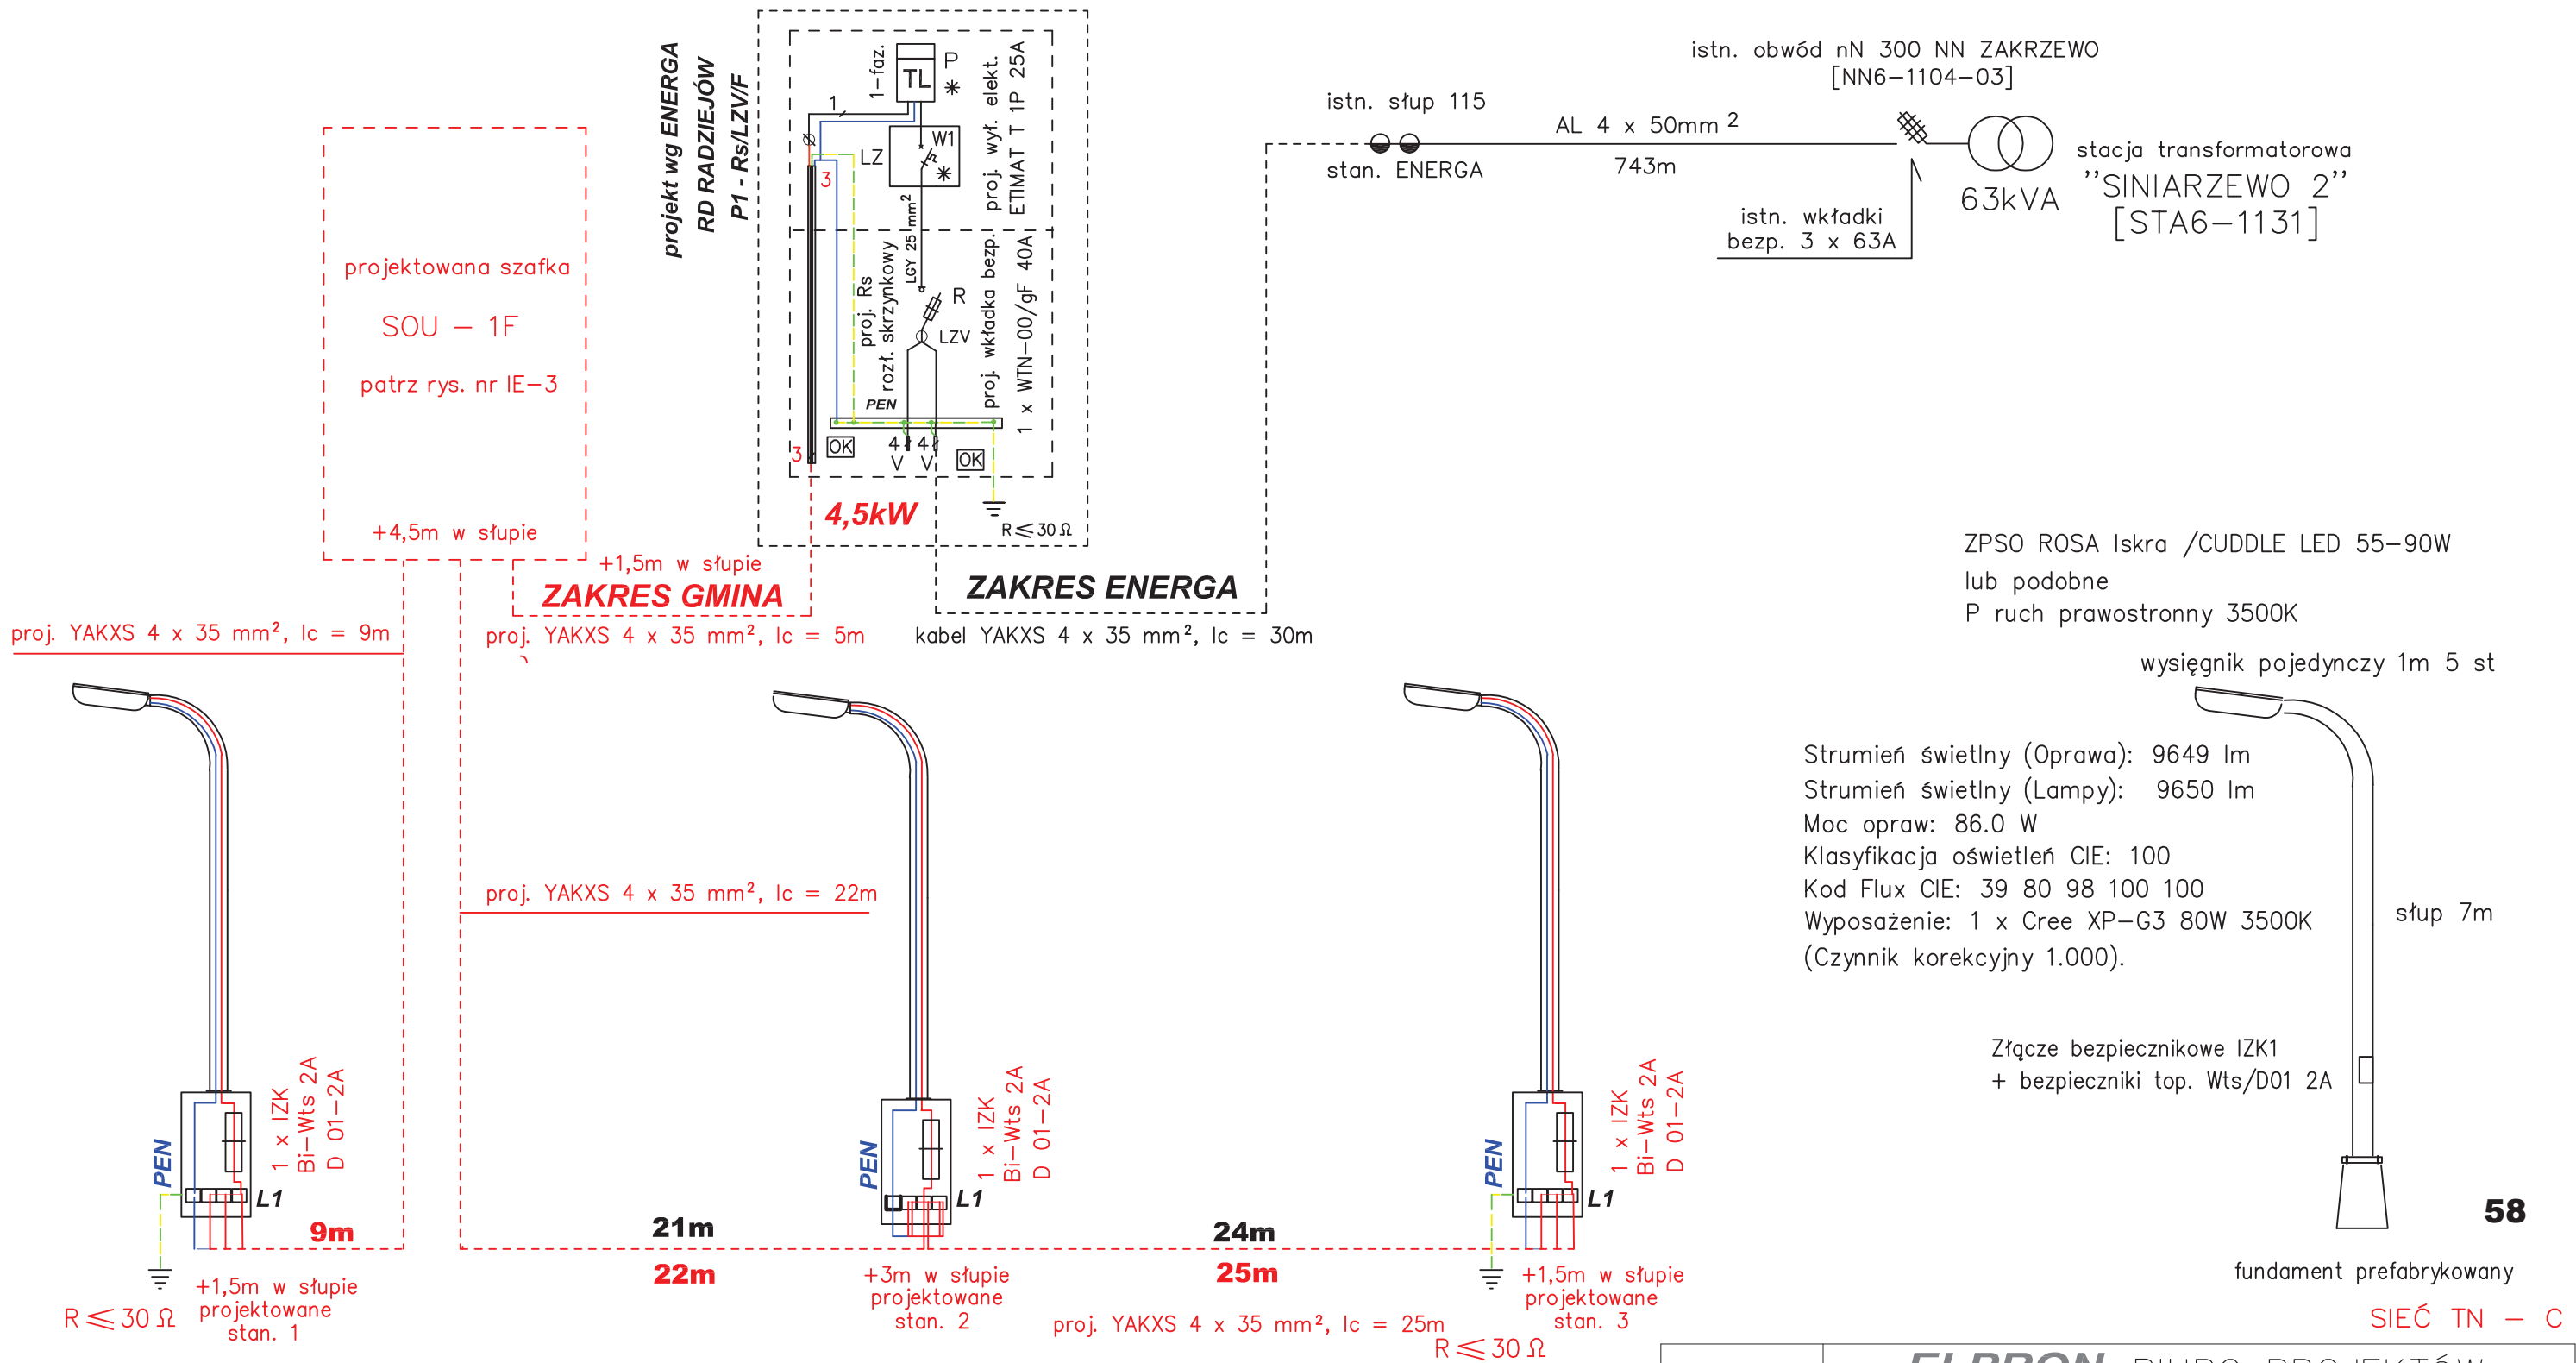 projekt wg ENERGA
RD RADZIEJÓW
P1 - Rs/LZV/F
1-faz.
P
TL
*
1
Ø
LZ
W1
*
proj. wył. elekt.
ETIMAT T 1P 25A
3
LGY 25 mm²
proj. Rs
rozł. skrzynkowy
R
LZV
proj. wkładka bezp.
1 x WTN-00/gF 40A
PEN
3
OK
4
4
V
V
OK
4,5kW
R ≤ 30 Ω
istn. obwód nN 300 NN ZAKRZEWO
[NN6-1104-03]
istn. słup 115
stan. ENERGA
AL 4 x 50mm 2
743m
istn. wkładki
bezp. 3 x 63A
63kVA
stacja transformatorowa
"SINIARZEWO 2"
[STA6-1131]
projektowana szafka
SOU - 1F
patrz rys. nr IE-3
+4,5m w słupie
+1,5m w słupie
ZAKRES GMINA
ZAKRES ENERGA
proj. YAKXS 4 x 35 mm², lc = 9m
proj. YAKXS 4 x 35 mm², lc = 5m
kabel YAKXS 4 x 35 mm², lc = 30m
ZPSO ROSA Iskra /CUDDLE LED 55-90W
lub podobne
P ruch prawostronny 3500K
wysięgnik pojedynczy 1m 5 st
Strumień świetlny (Oprawa): 9649 lm
Strumień świetlny (Lampy): 9650 lm
Moc opraw: 86.0 W
Klasyfikacja oświetleń CIE: 100
Kod Flux CIE: 39 80 98 100 100
Wyposażenie: 1 x Cree XP-G3 80W 3500K
(Czynnik korekcyjny 1.000).
słup 7m
proj. YAKXS 4 x 35 mm², lc = 22m
Złącze bezpiecznikowe IZK1
+ bezpieczniki top. Wts/D01 2A
PEN
1 x IZK
Bi-Wts 2A
D 01-2A
L1
PEN
1 x IZK
Bi-Wts 2A
D 01-2A
L1
PEN
1 x IZK
Bi-Wts 2A
D 01-2A
L1
9m
21m
22m
24m
25m
58
+1,5m w słupie
projektowane
stan. 1
R ≤ 30 Ω
+3m w słupie
projektowane
stan. 2
proj. YAKXS 4 x 35 mm², lc = 25m
+1,5m w słupie
projektowane
stan. 3
R ≤ 30 Ω
fundament prefabrykowany
SIEĆ TN - C
ELPRON BIURO PROJEKTÓW